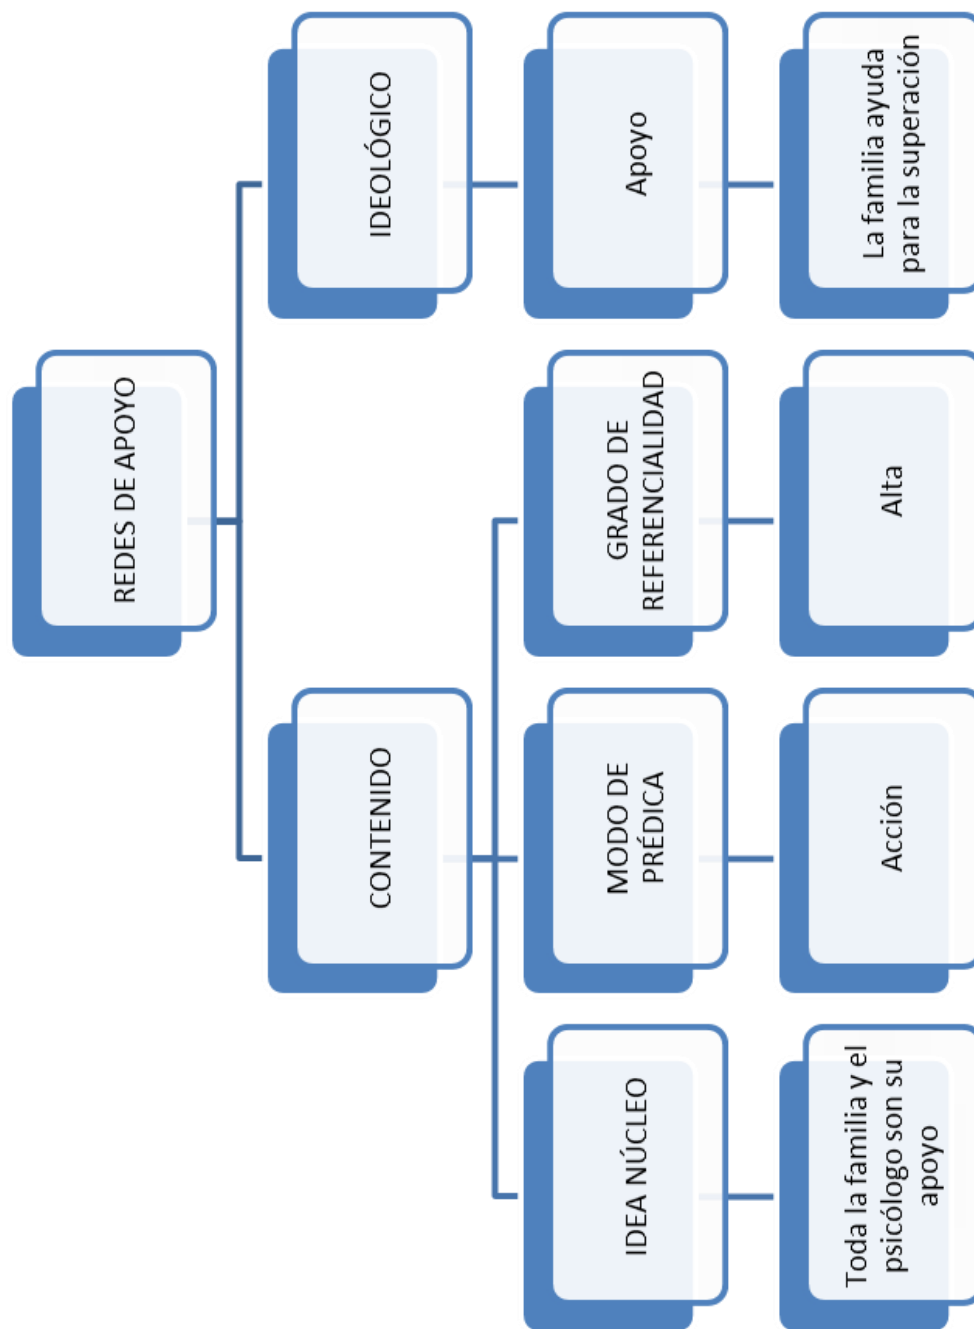 REDES DE APOYO
CONTENIDO
IDEOLÓGICO
IDEA NÚCLEO
MODO DE
PRÉDICA
GRADO DE
REFERENCIALIDAD
Apoyo
Toda la familia y el
psicólogo son su
apoyo
Acción
Alta
La familia ayuda
para la superación